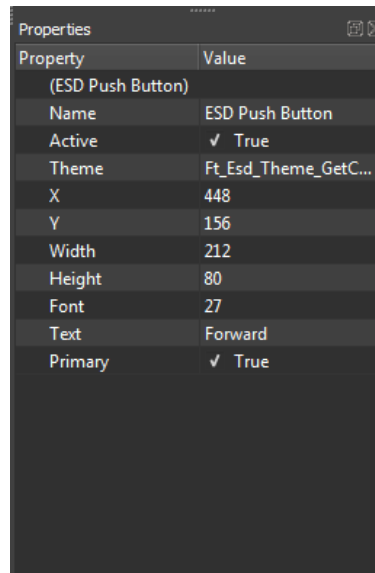 Properties
Property Value
(ESD Push Button)
Name ESD Push Button
Active True
Theme Ft_Esd_Theme_GetC...
X 448
Y 156
Width 212
Height 80
Font 27
Text Forward
Primary True